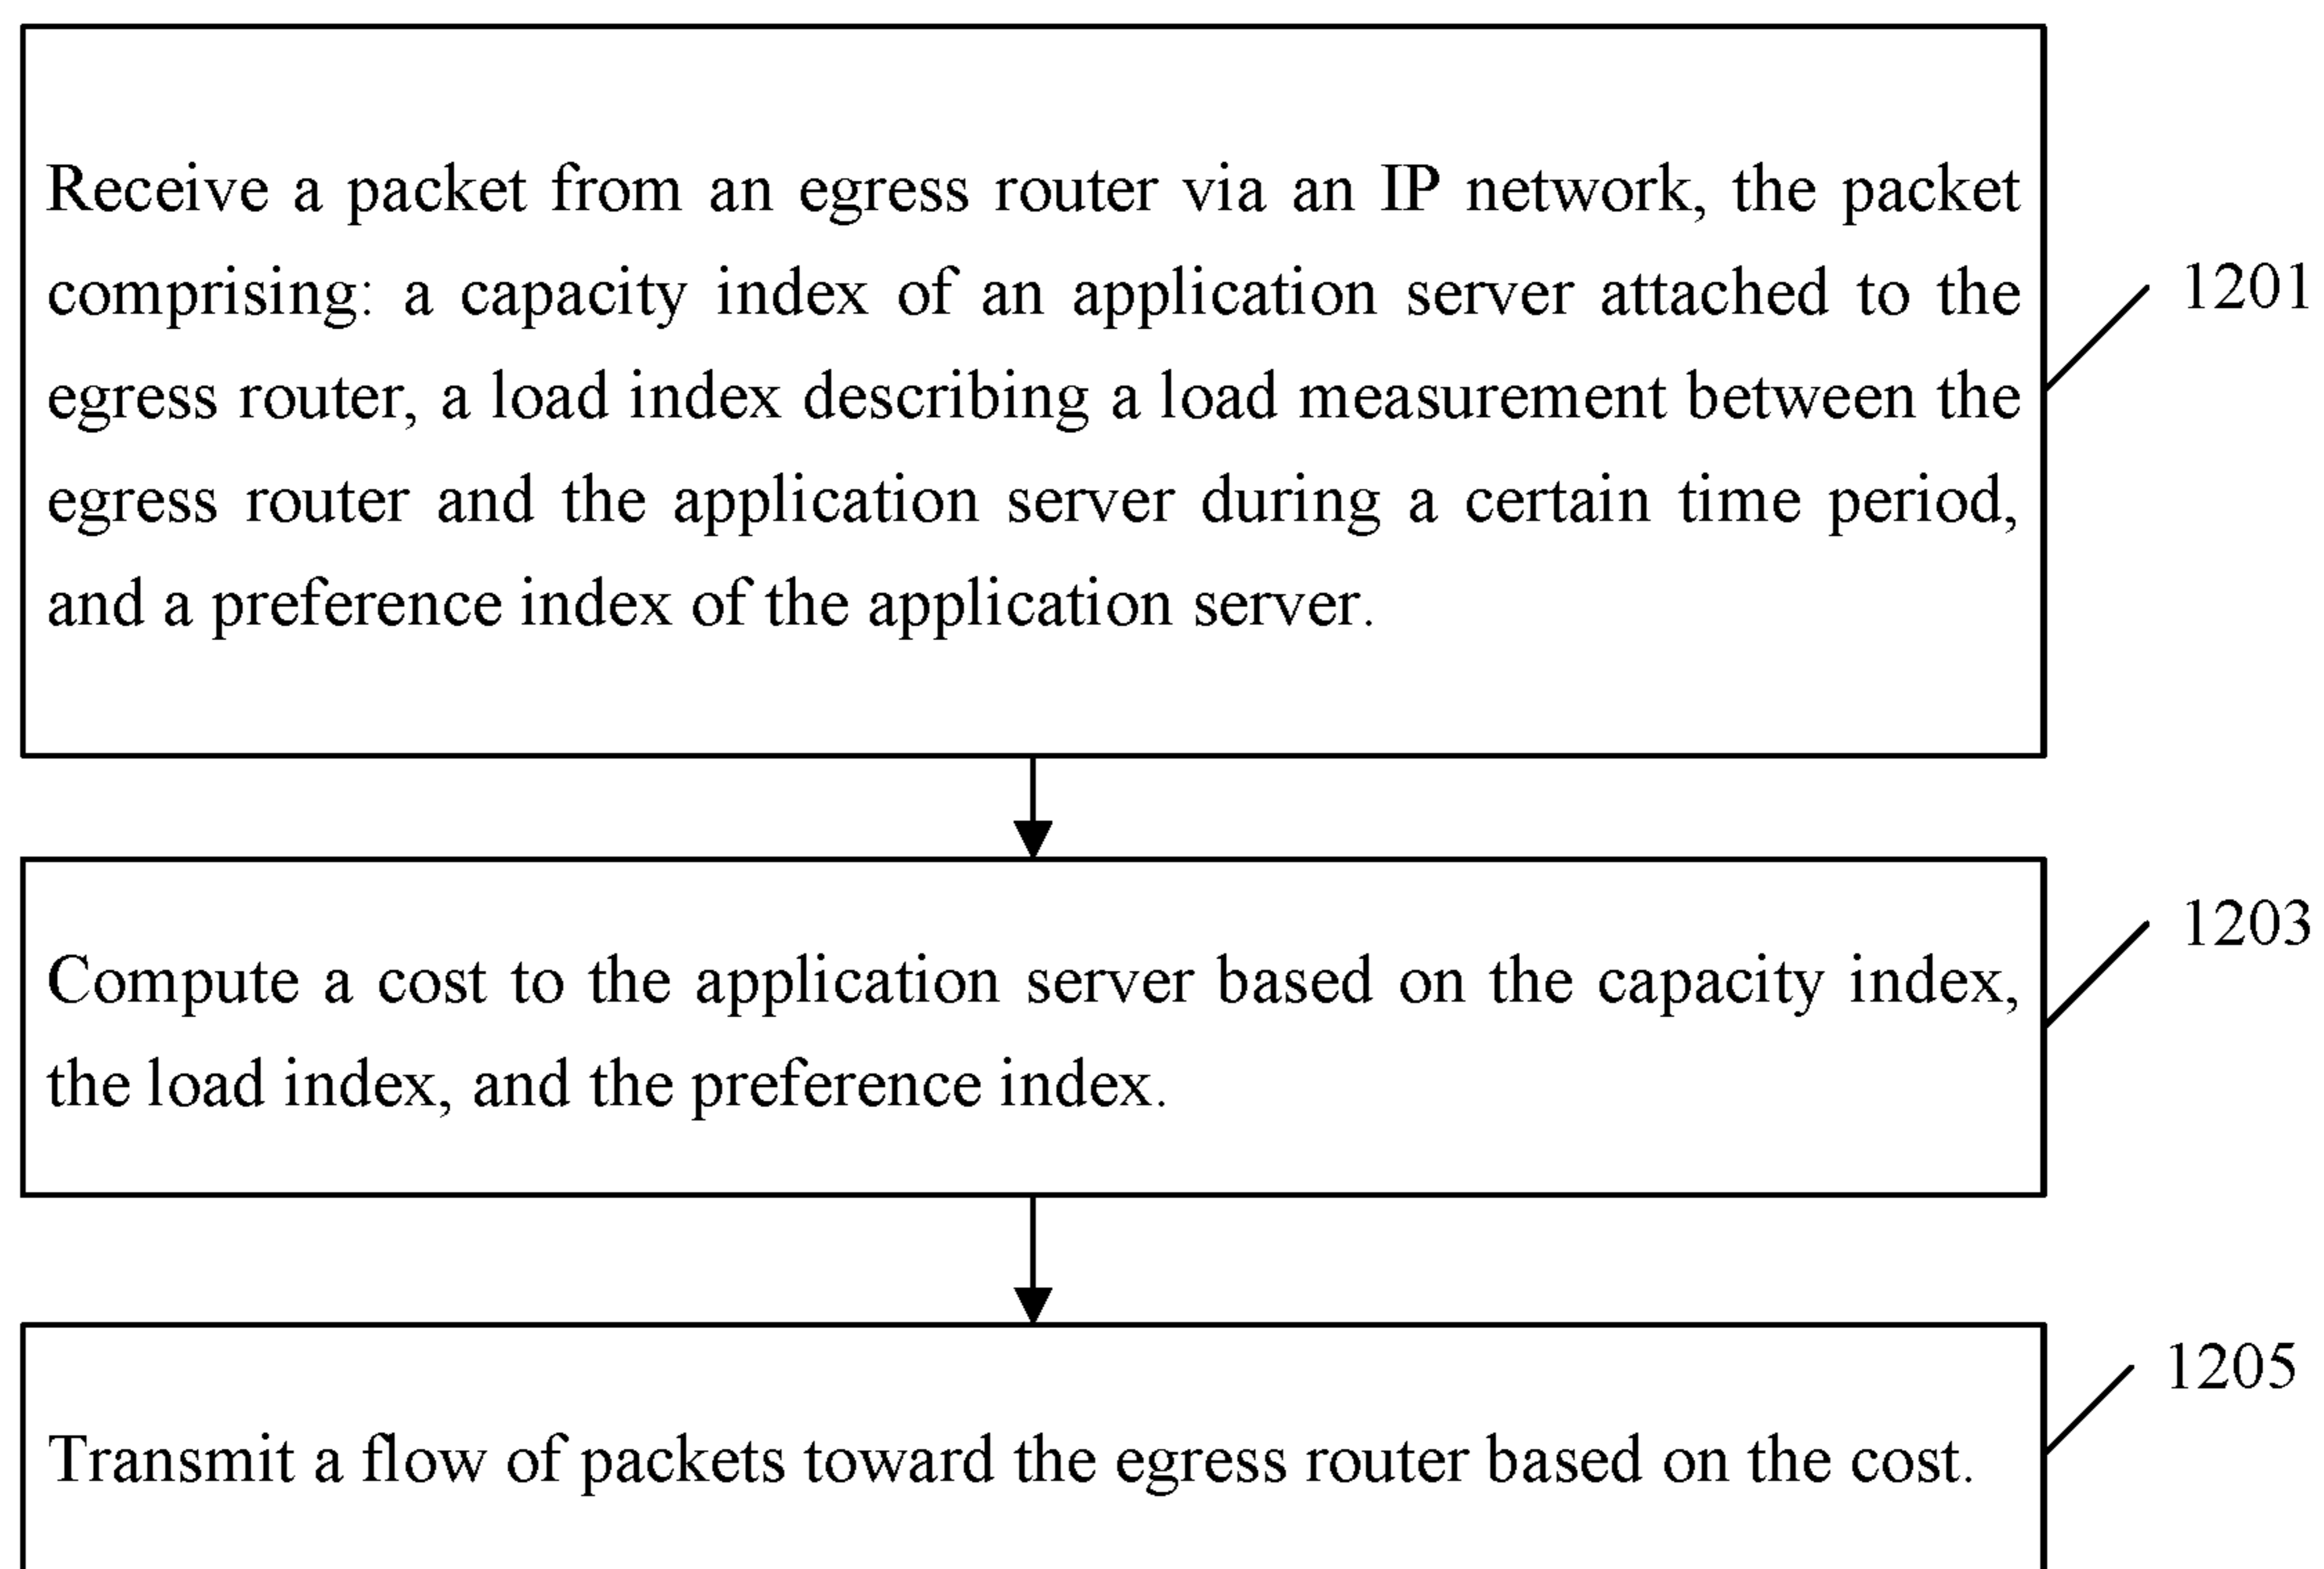 Receive a packet from an egress router via an IP network, the packet
comprising: a capacity index of an application server attached to the
egress router, a load index describing a load measurement between the
egress router and the application server during a certain time period,
and a preference index of the application server.
1201
Compute a cost to the application server based on the capacity index,
the load index, and the preference index.
1203
Transmit a flow of packets toward the egress router based on the cost.
1205